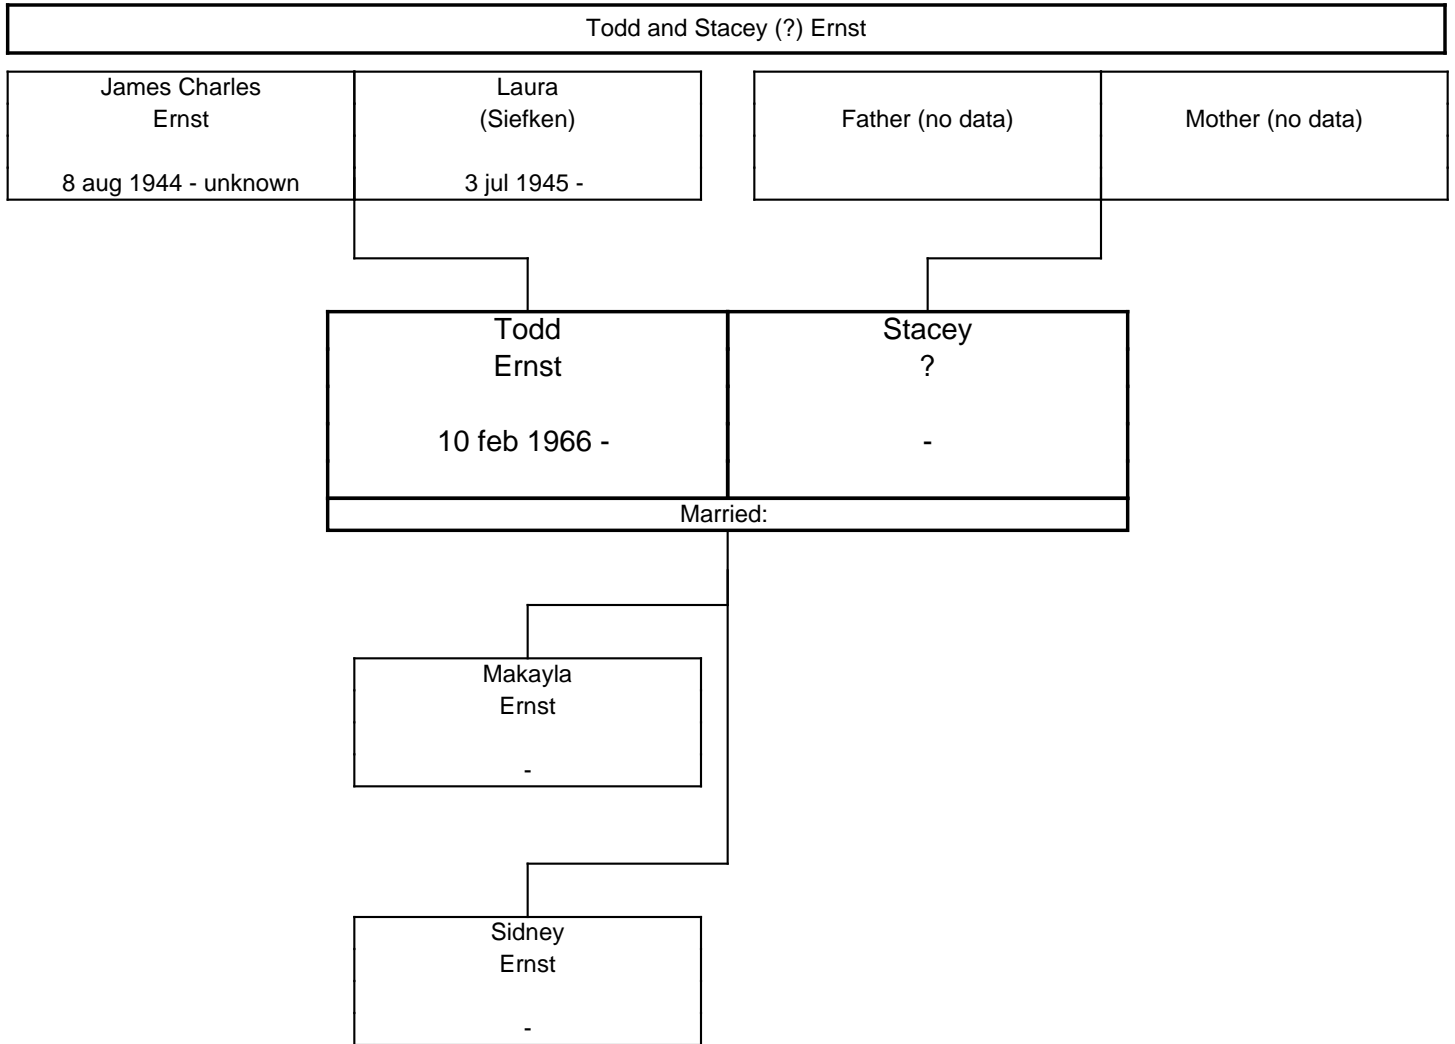 Todd and Stacey (?) Ernst
James Charles
Ernst
8 aug 1944 - unknown
Laura
(Siefken)
3 jul 1945 -
Father (no data)
Mother (no data)
Todd
Ernst
10 feb 1966 -
Stacey
?
-
Married:
Makayla
Ernst
-
Sidney
Ernst
-